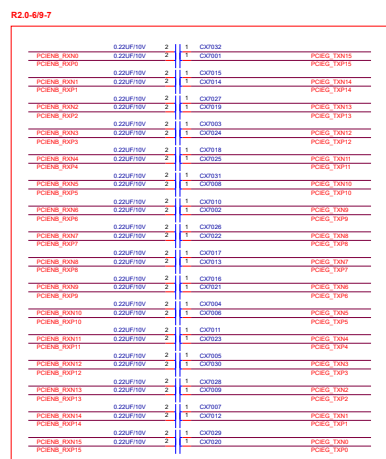 R2.0-6/9-7
0.22UF/10V 2 1 CX7032
PCIENB_RXN0 0.22UF/10V 2 1 CX7001 PCIEG_TXN15
PCIENB_RXP0 PCIEG_TXP15
0.22UF/10V 2 1 CX7015
PCIENB_RXN1 0.22UF/10V 2 1 CX7014 PCIEG_TXN14
PCIENB_RXP1 PCIEG_TXP14
0.22UF/10V 2 1 CX7027
PCIENB_RXN2 0.22UF/10V 2 1 CX7019 PCIEG_TXN13
PCIENB_RXP2 PCIEG_TXP13
0.22UF/10V 2 1 CX7003
PCIENB_RXN3 0.22UF/10V 2 1 CX7024 PCIEG_TXN12
PCIENB_RXP3 PCIEG_TXP12
0.22UF/10V 2 1 CX7018
PCIENB_RXN4 0.22UF/10V 2 1 CX7025 PCIEG_TXN11
PCIENB_RXP4 PCIEG_TXP11
0.22UF/10V 2 1 CX7031
PCIENB_RXN5 0.22UF/10V 2 1 CX7008 PCIEG_TXN10
PCIENB_RXP5 PCIEG_TXP10
0.22UF/10V 2 1 CX7010
PCIENB_RXN6 0.22UF/10V 2 1 CX7002 PCIEG_TXN9
PCIENB_RXP6 PCIEG_TXP9
0.22UF/10V 2 1 CX7026
PCIENB_RXN7 0.22UF/10V 2 1 CX7022 PCIEG_TXN8
PCIENB_RXP7 PCIEG_TXP8
0.22UF/10V 2 1 CX7017
PCIENB_RXN8 0.22UF/10V 2 1 CX7013 PCIEG_TXN7
PCIENB_RXP8 PCIEG_TXP7
0.22UF/10V 2 1 CX7016
PCIENB_RXN9 0.22UF/10V 2 1 CX7021 PCIEG_TXN6
PCIENB_RXP9 PCIEG_TXP6
0.22UF/10V 2 1 CX7004
PCIENB_RXN10 0.22UF/10V 2 1 CX7006 PCIEG_TXN5
PCIENB_RXP10 PCIEG_TXP5
0.22UF/10V 2 1 CX7011
PCIENB_RXN11 0.22UF/10V 2 1 CX7023 PCIEG_TXN4
PCIENB_RXP11 PCIEG_TXP4
0.22UF/10V 2 1 CX7005
PCIENB_RXN12 0.22UF/10V 2 1 CX7030 PCIEG_TXN3
PCIENB_RXP12 PCIEG_TXP3
0.22UF/10V 2 1 CX7028
PCIENB_RXN13 0.22UF/10V 2 1 CX7009 PCIEG_TXN2
PCIENB_RXP13 PCIEG_TXP2
0.22UF/10V 2 1 CX7007
PCIENB_RXN14 0.22UF/10V 2 1 CX7012 PCIEG_TXN1
PCIENB_RXP14 PCIEG_TXP1
0.22UF/10V 2 1 CX7029
PCIENB_RXN15 0.22UF/10V 2 1 CX7020 PCIEG_TXN0
PCIENB_RXP15 PCIEG_TXP0